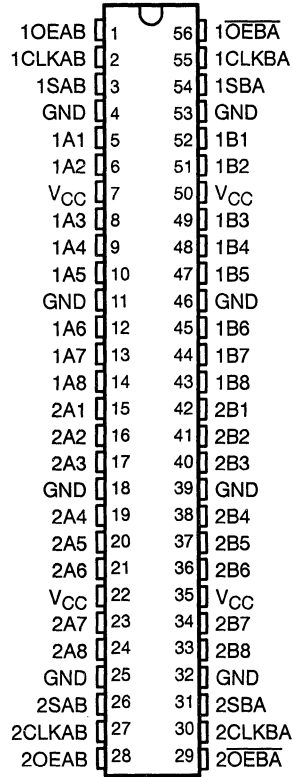 1OEAB 1 56 1OEBA
1CLKAB 2 55 1CLKBA
1SAB 3 54 1SBA
GND 4 53 GND
1A1 5 52 1B1
1A2 6 51 1B2
VCC 7 50 VCC
1A3 8 49 1B3
1A4 9 48 1B4
1A5 10 47 1B5
GND 11 46 GND
1A6 12 45 1B6
1A7 13 44 1B7
1A8 14 43 1B8
2A1 15 42 2B1
2A2 16 41 2B2
2A3 17 40 2B3
GND 18 39 GND
2A4 19 38 2B4
2A5 20 37 2B5
2A6 21 36 2B6
VCC 22 35 VCC
2A7 23 34 2B7
2A8 24 33 2B8
GND 25 32 GND
2SAB 26 31 2SBA
2CLKAB 27 30 2CLKBA
2OEAB 28 29 2OEBA